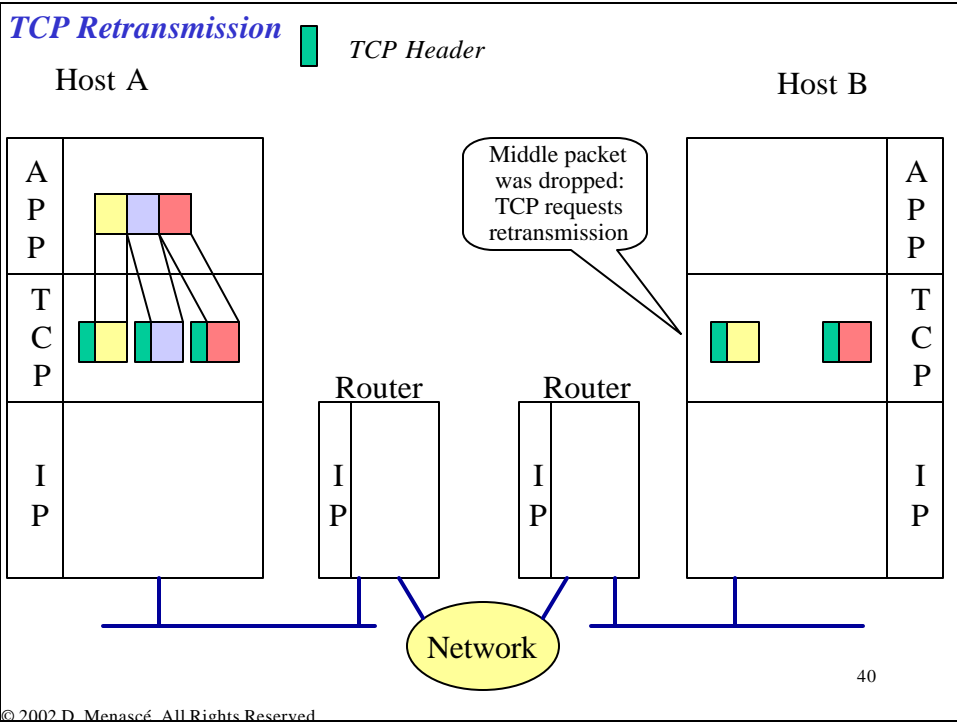 TCP Retransmission
TCP Header
Host A
Host B
Middle packet
was dropped:
TCP requests
retransmission
A
P
P
T
C
P
I
P
A
P
P
T
C
P
I
P
Router
Router
I
P
I
P
Network
40
© 2002 D. Menascé. All Rights Reserved